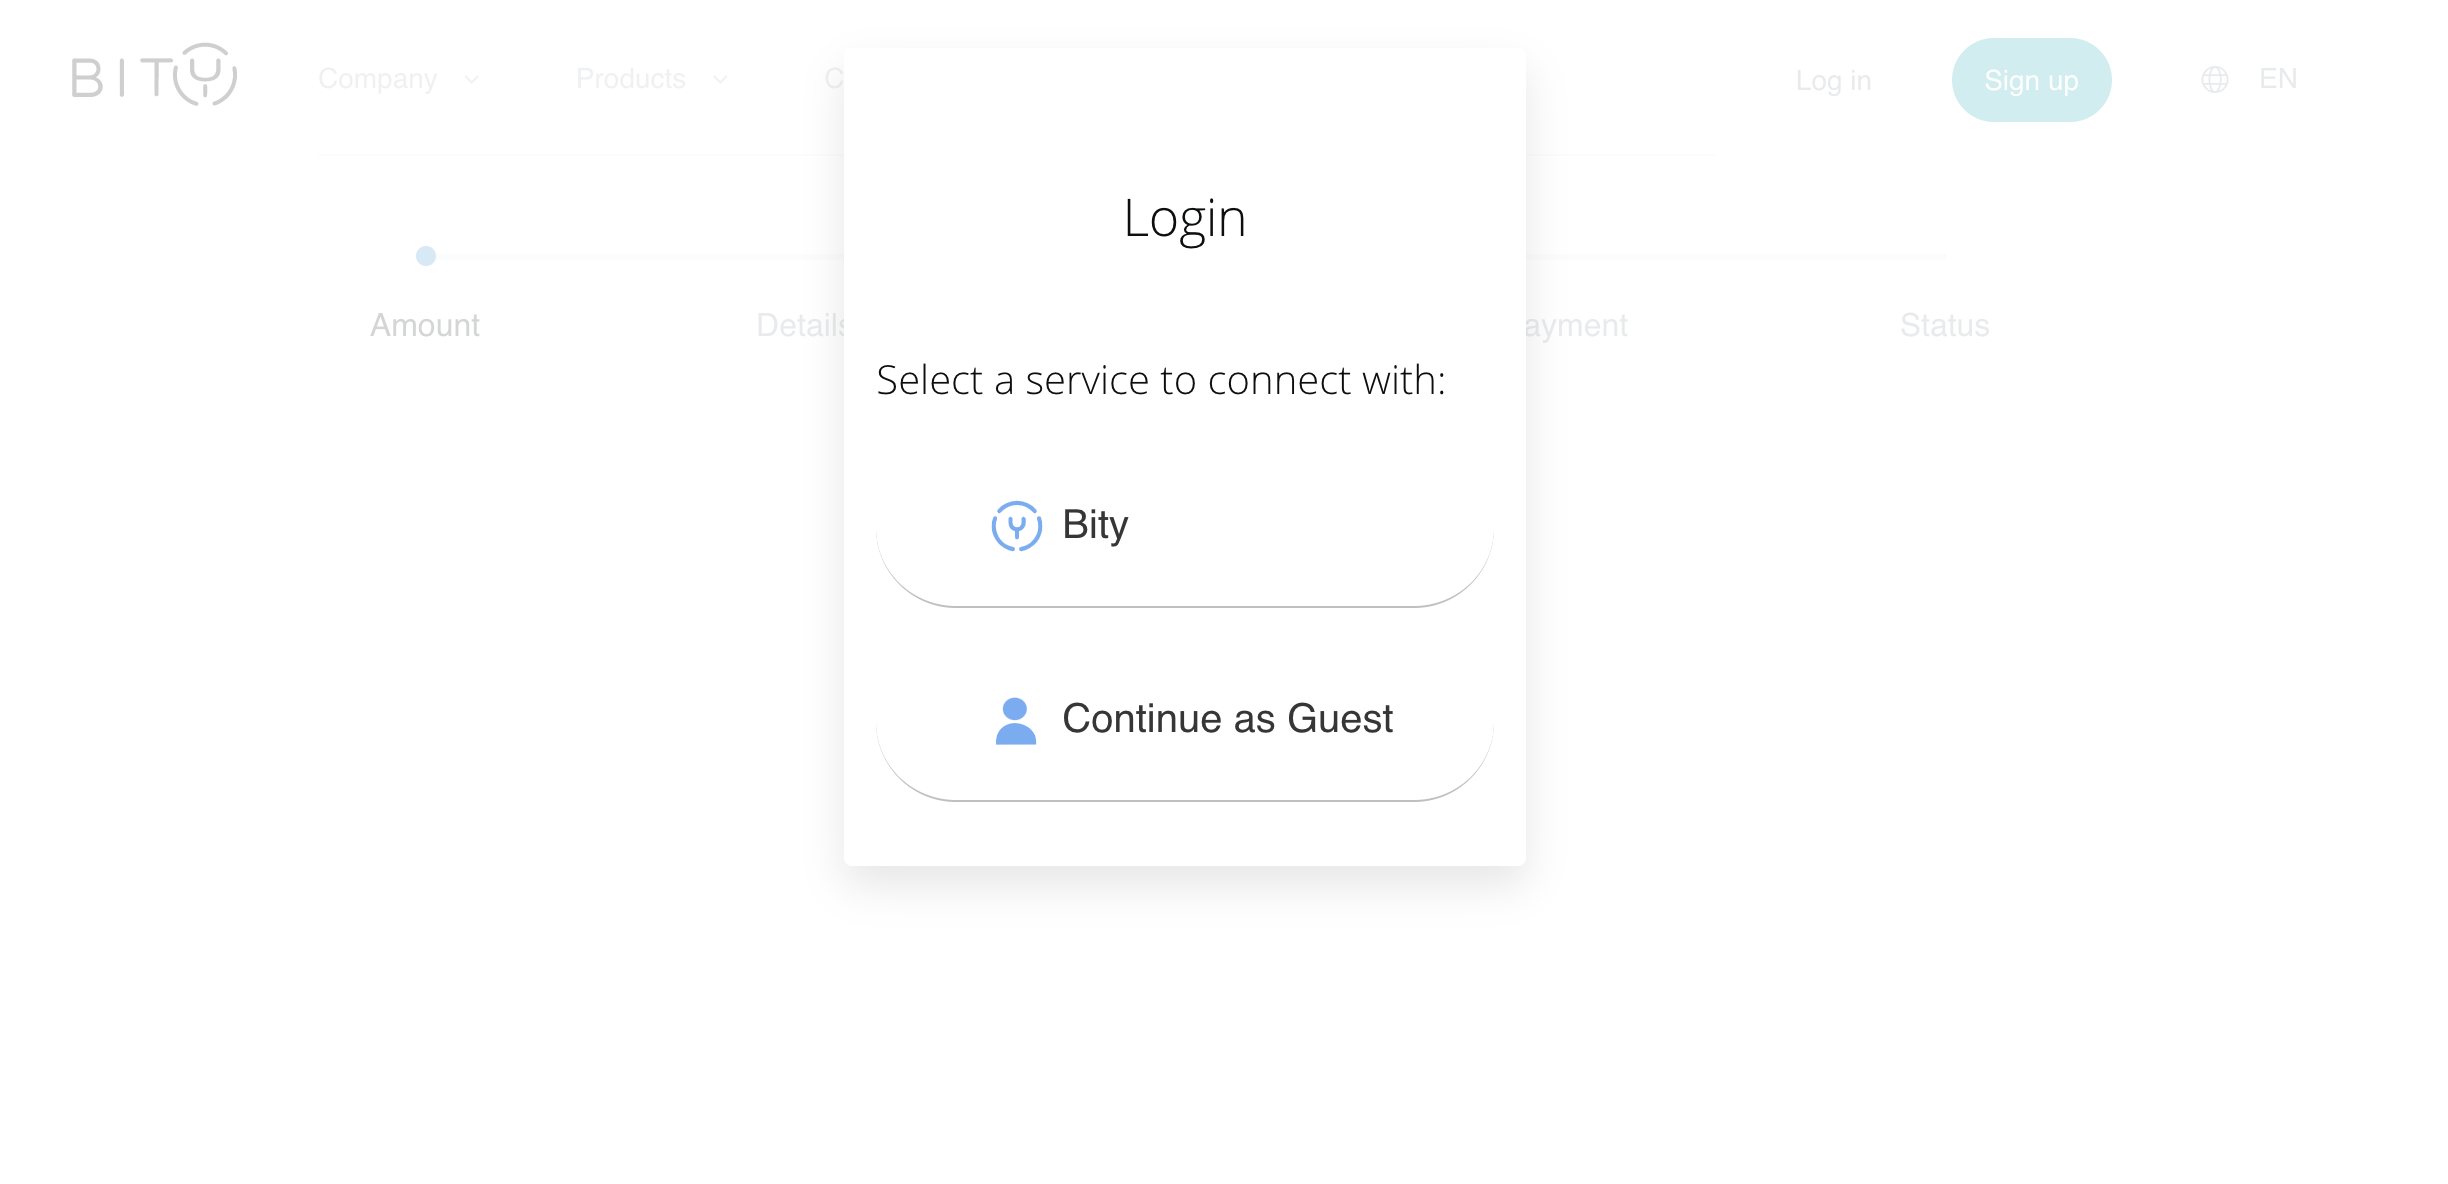 BITY
Company
Products
C
Log in
Sign up
EN
Login
Amount
Details
ayment
Status
Select a service to connect with:
Bity
Continue as Guest